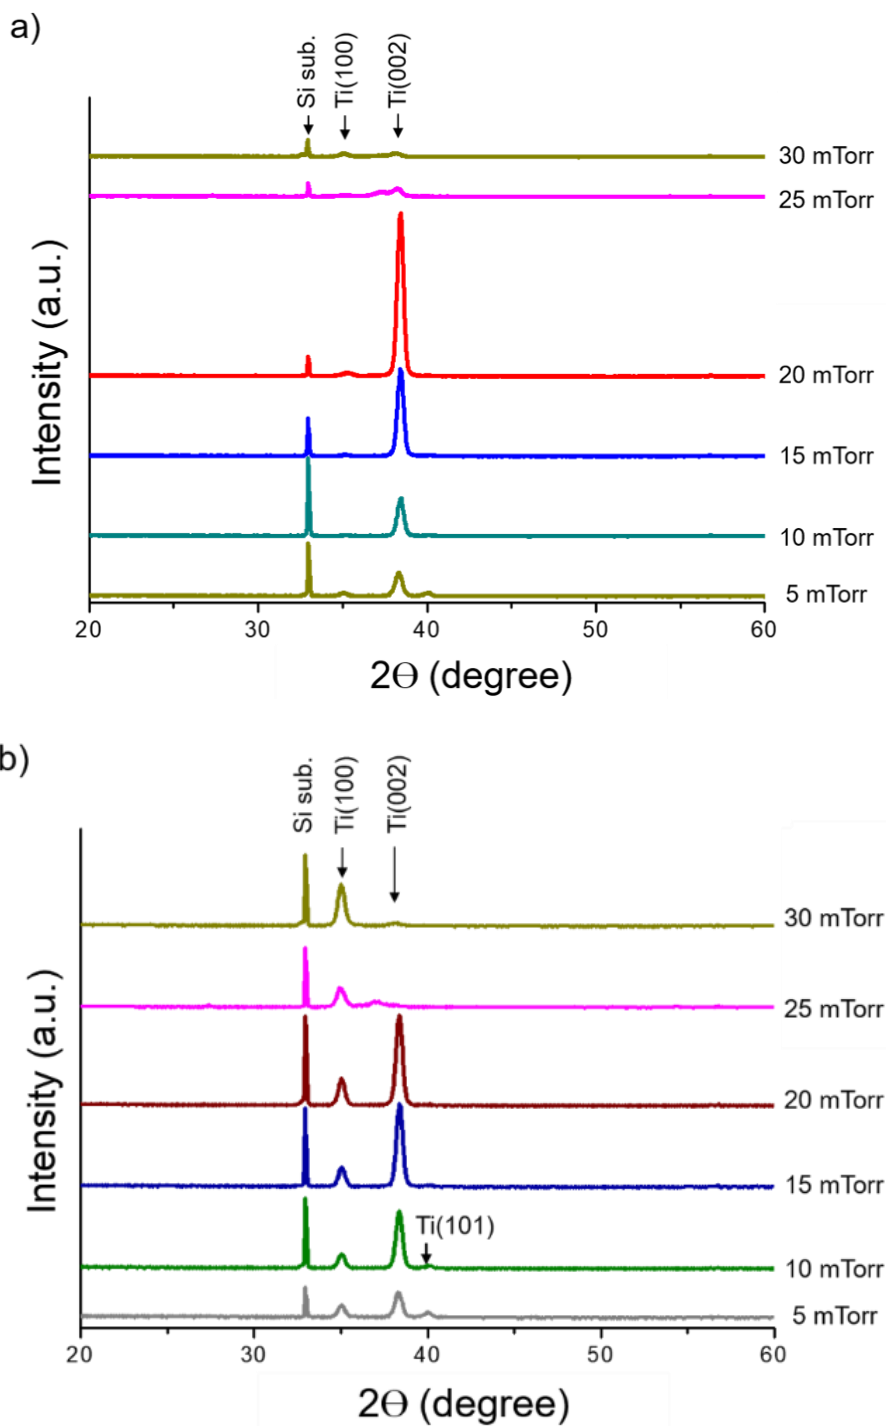 a)
Si sub.
Ti(100)
Ti(002)
30 mTorr
25 mTorr
20 mTorr
15 mTorr
10 mTorr
5 mTorr
Intensity (a.u.)
20 30 40 50 60
2Θ (degree)
b)
Si sub.
Ti(100)
Ti(002)
30 mTorr
25 mTorr
20 mTorr
15 mTorr
Ti(101)
10 mTorr
5 mTorr
Intensity (a.u.)
20 30 40 50 60
2Θ (degree)